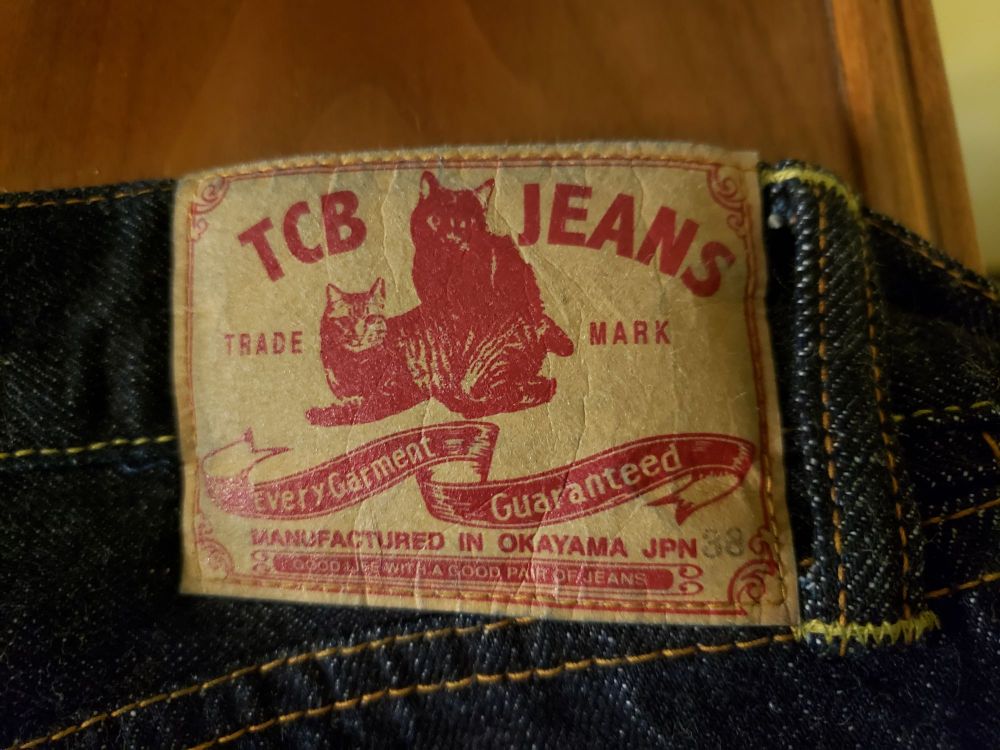 TCB JEANS
TRADE MARK
Every Garment
Guaranteed
MANUFACTURED IN OKAYAMA JPN 38
GOOD LIFE WITH A GOOD PAIR OF JEANS